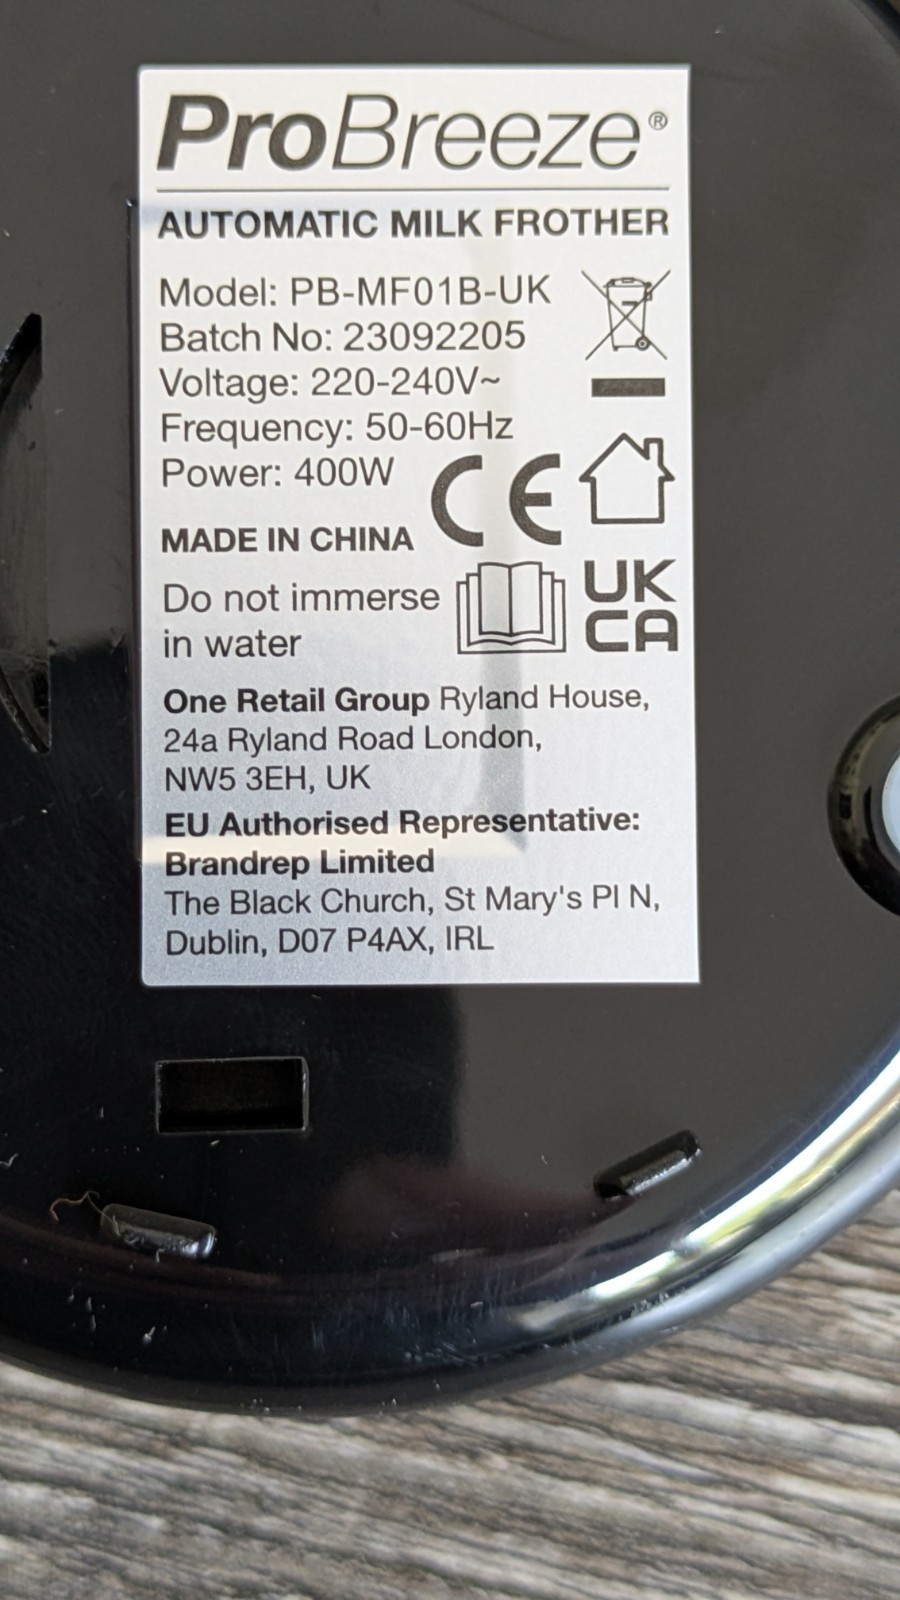 ProBreeze®
AUTOMATIC MILK FROTHER
Model: PB-MF01B-UK
Batch No: 23092205
Voltage: 220-240V~
Frequency: 50-60Hz
Power: 400W
CE
MADE IN CHINA
Do not immerse
in water
UK
CA
One Retail Group Ryland House,
24a Ryland Road London,
NW5 3EH, UK
EU Authorised Representative:
Brandrep Limited
The Black Church, St Mary's Pl N,
Dublin, D07 P4AX, IRL